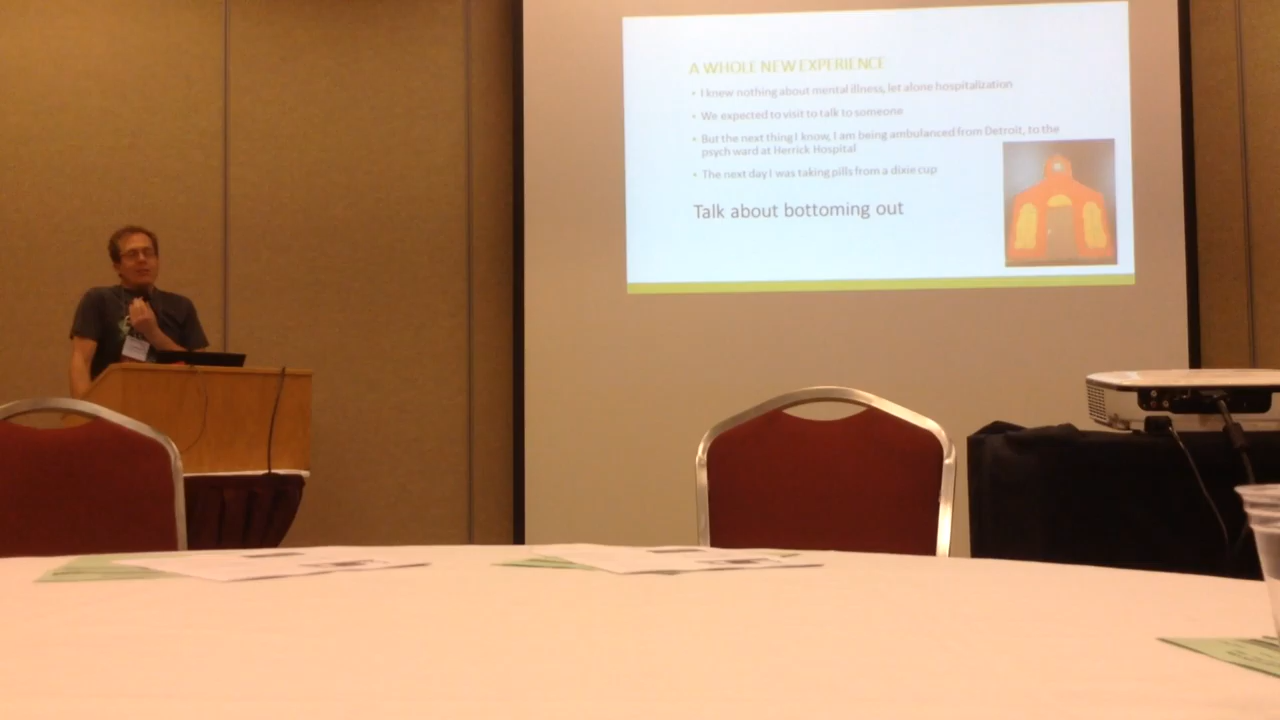 A WHOLE NEW EXPERIENCE
• I knew nothing about mental illness, let alone hospitalization
• We expected to visit to talk to someone
• But the next thing I know, I am being ambulanced from Detroit, to the
psych ward at Herrick Hospital
• The next day I was taking pills from a dixie cup
Talk about bottoming out